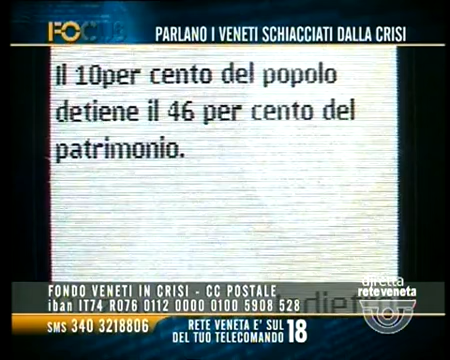 FOCUS PARLANO I VENETI SCHIACCIATI DALLA CRISI
Il 10per cento del popolo
detiene il 46 per cento del
patrimonio.
FONDO VENETI IN CRISI - CC POSTALE
iban IT74 R076 0112 0000 0100 5908 528
diretta
reteveneta
SMS 340 3218806
RETE VENETA E' SUL
DEL TUO TELECOMANDO 18